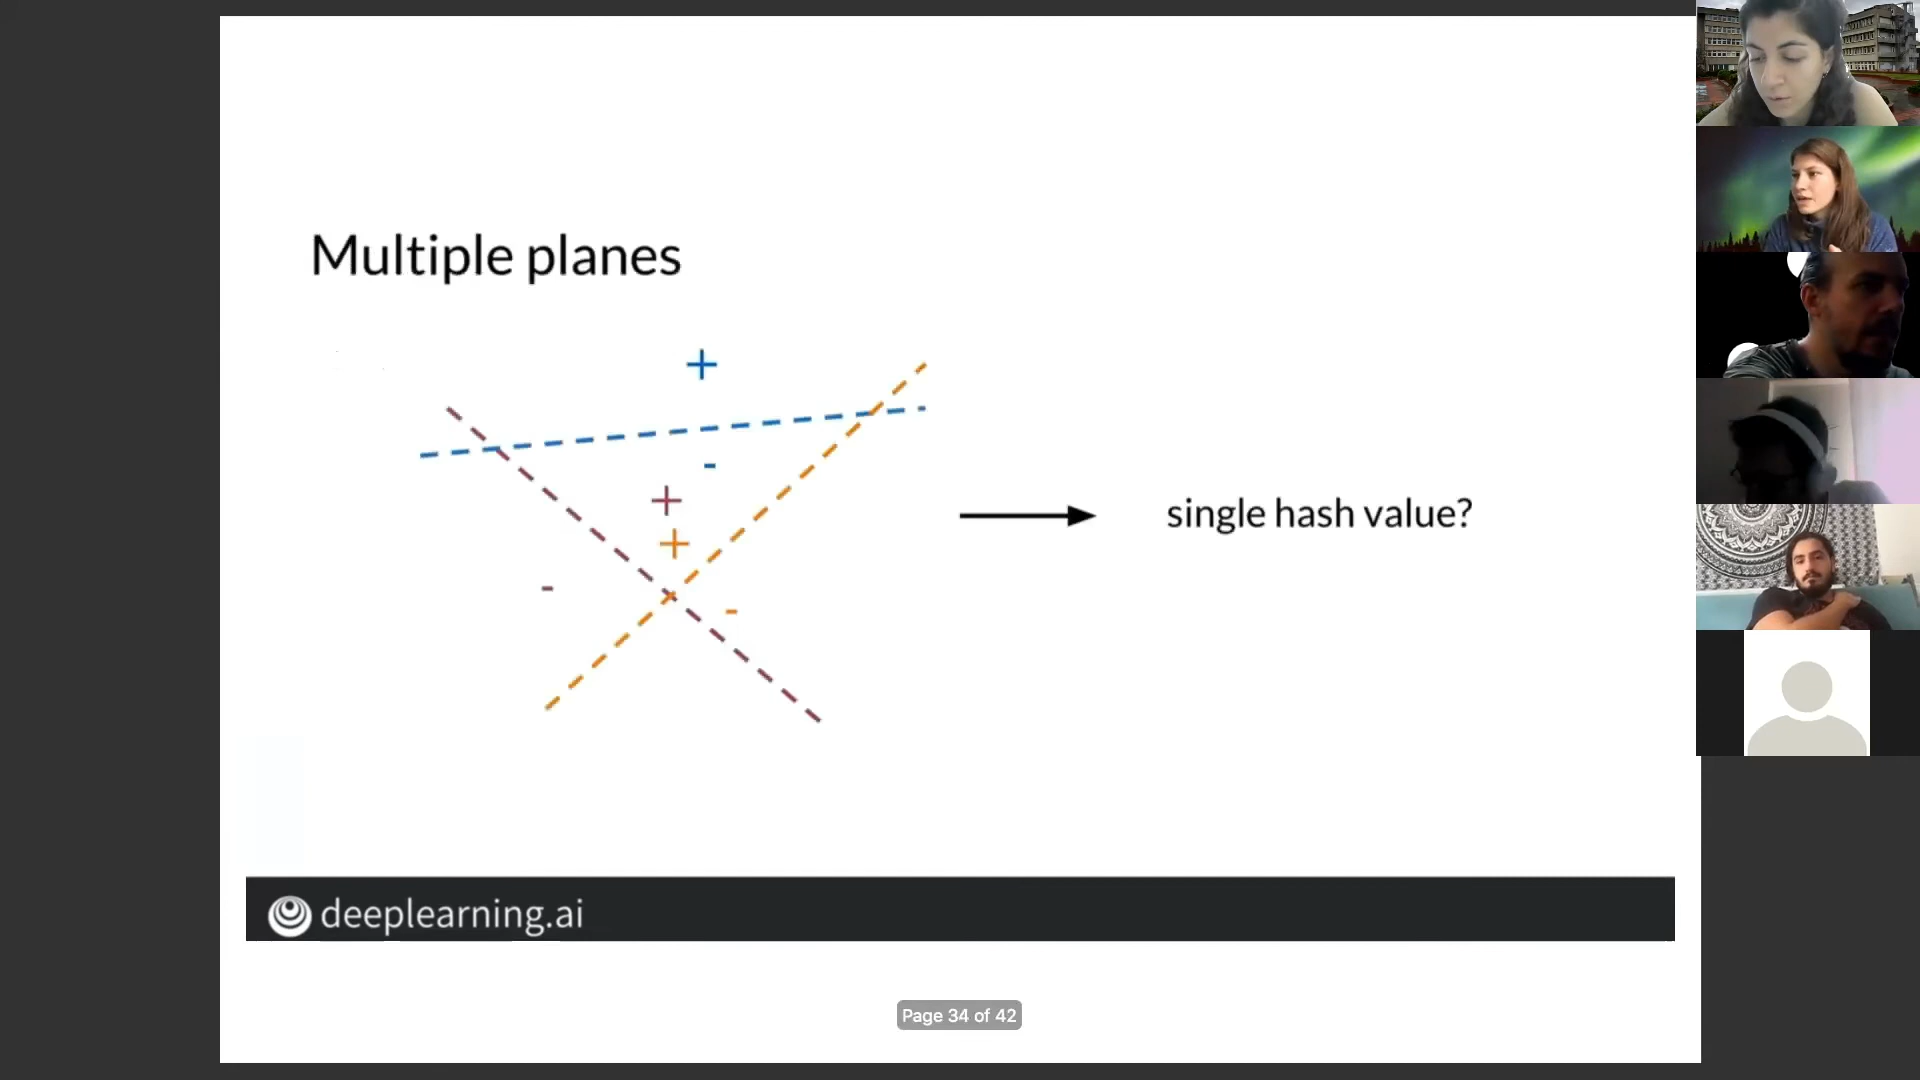 Multiple planes
+
-
+
+
-
-
single hash value?
deeplearning.ai
Page 34 of 42